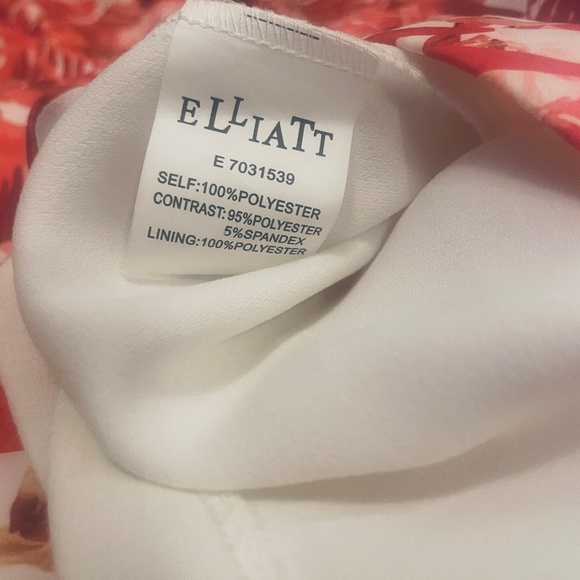 ELLIATT
E 7031539
SELF:100%POLYESTER
CONTRAST:95%POLYESTER
5%SPANDEX
LINING:100%POLYESTER